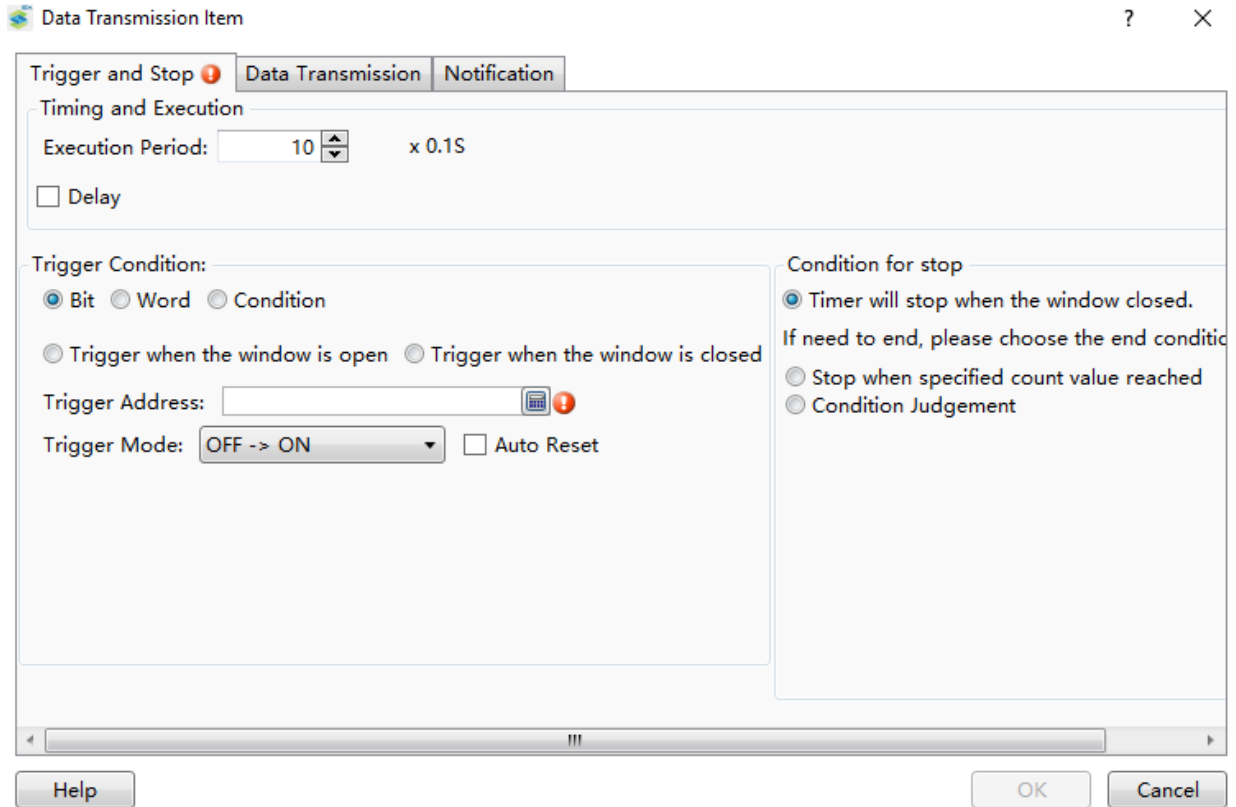 Data Transmission Item
?
Trigger and Stop
Data Transmission
Notification
Timing and Execution
Execution Period: 10 x 0.1S
Delay
Trigger Condition:
Bit Word Condition
Trigger when the window is open Trigger when the window is closed
Trigger Address:
Trigger Mode: OFF -> ON Auto Reset
Condition for stop
Timer will stop when the window closed.
If need to end, please choose the end conditic
Stop when specified count value reached
Condition Judgement
Help
OK
Cancel